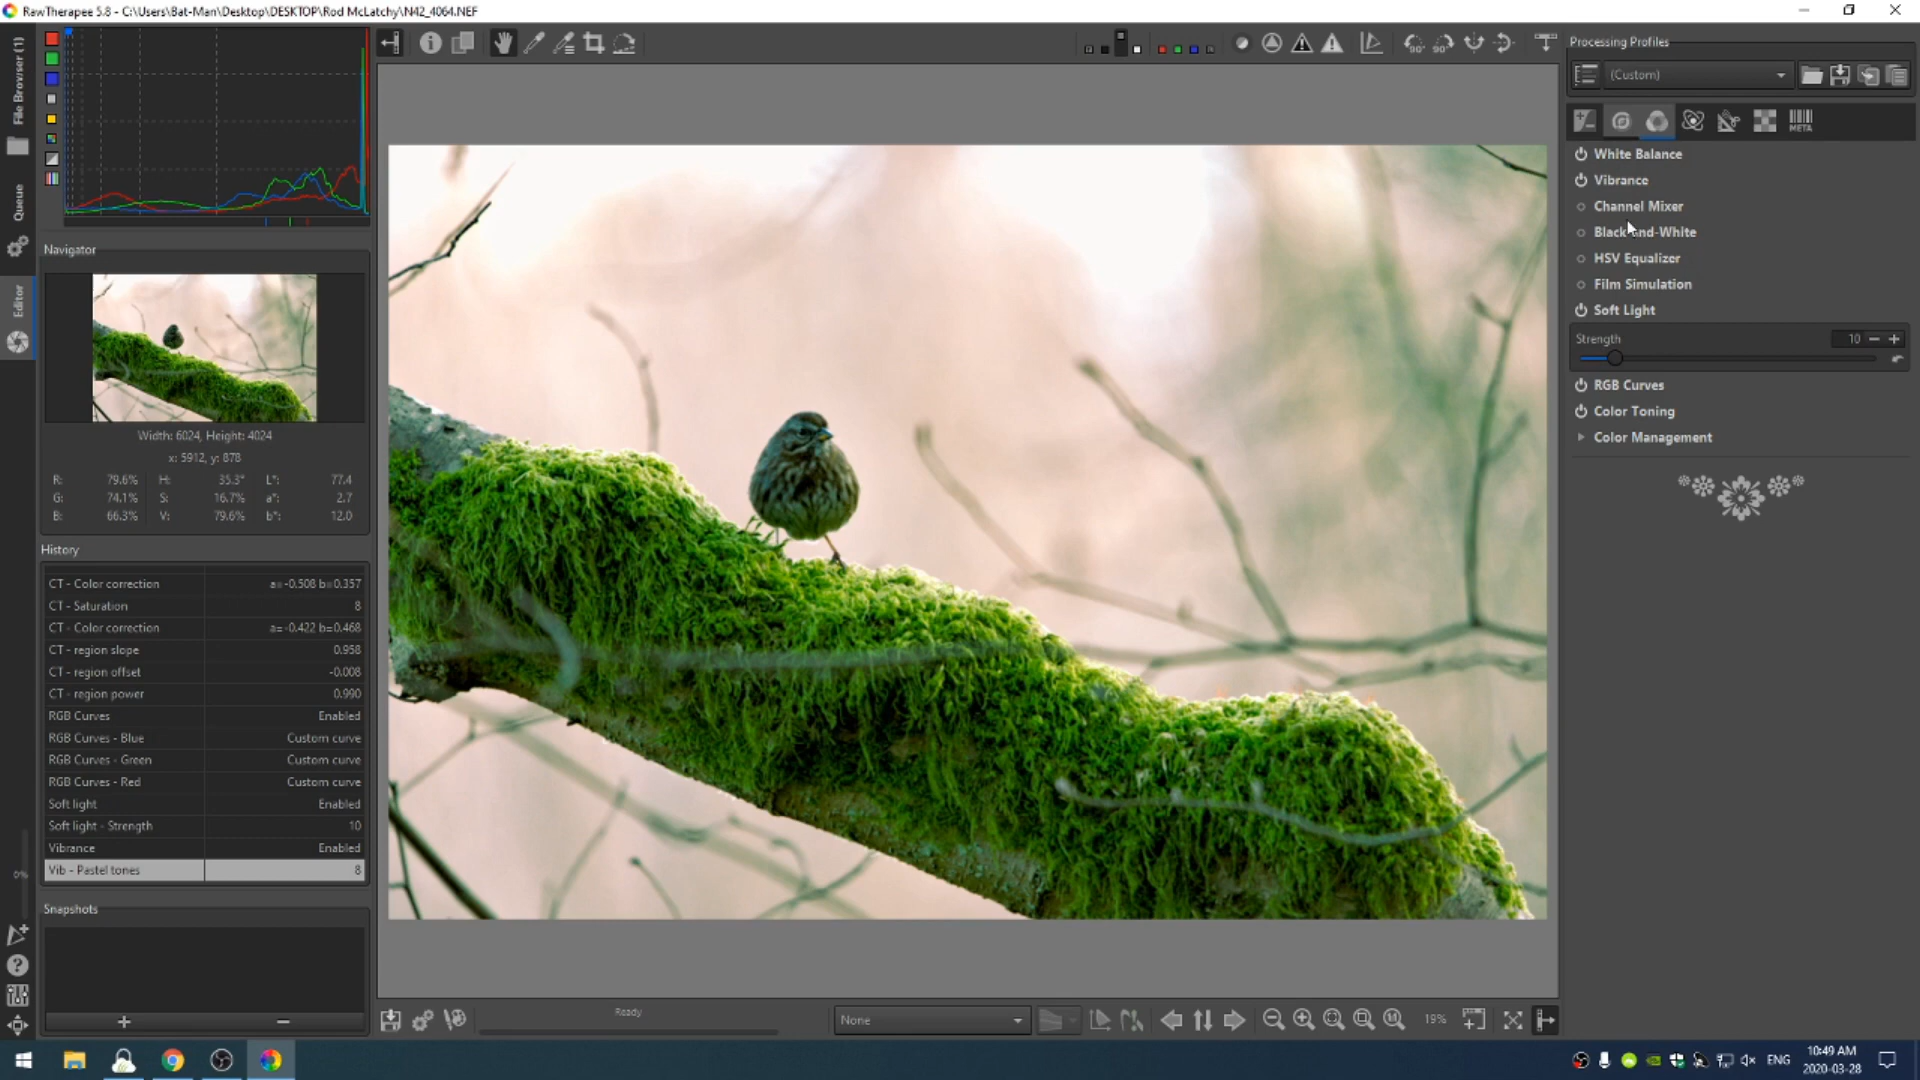 RawTherapee 5.8 - C:\Users\Bat-Man\Desktop\DESKTOP\Rod McLatchy\N42_4064.NEF
File Browser (1)
Queue
Editor
0%
Navigator
Width: 6024, Height: 4024
x: 5912, y: 878
R: 79.6% H: 35.3° L*: 77.4
G: 74.1% S: 16.7% a*: 2.7
B: 66.3% V: 79.6% b*: 12.0
History
CT - Color correction a=-0.508 b=0.357
CT - Saturation 8
CT - Color correction a=-0.422 b=0.468
CT - region slope 0.958
CT - region offset -0.008
CT - region power 0.990
RGB Curves Enabled
RGB Curves - Blue Custom curve
RGB Curves - Green Custom curve
RGB Curves - Red Custom curve
Soft light Enabled
Soft light - Strength 10
Vibrance Enabled
Vib - Pastel tones 8
Snapshots
Ready
None
19%
Processing Profiles
(Custom)
META
White Balance
Vibrance
Channel Mixer
Black-and-White
HSV Equalizer
Film Simulation
Soft Light
Strength 10
RGB Curves
Color Toning
Color Management
ENG
10:49 AM
2020-03-28